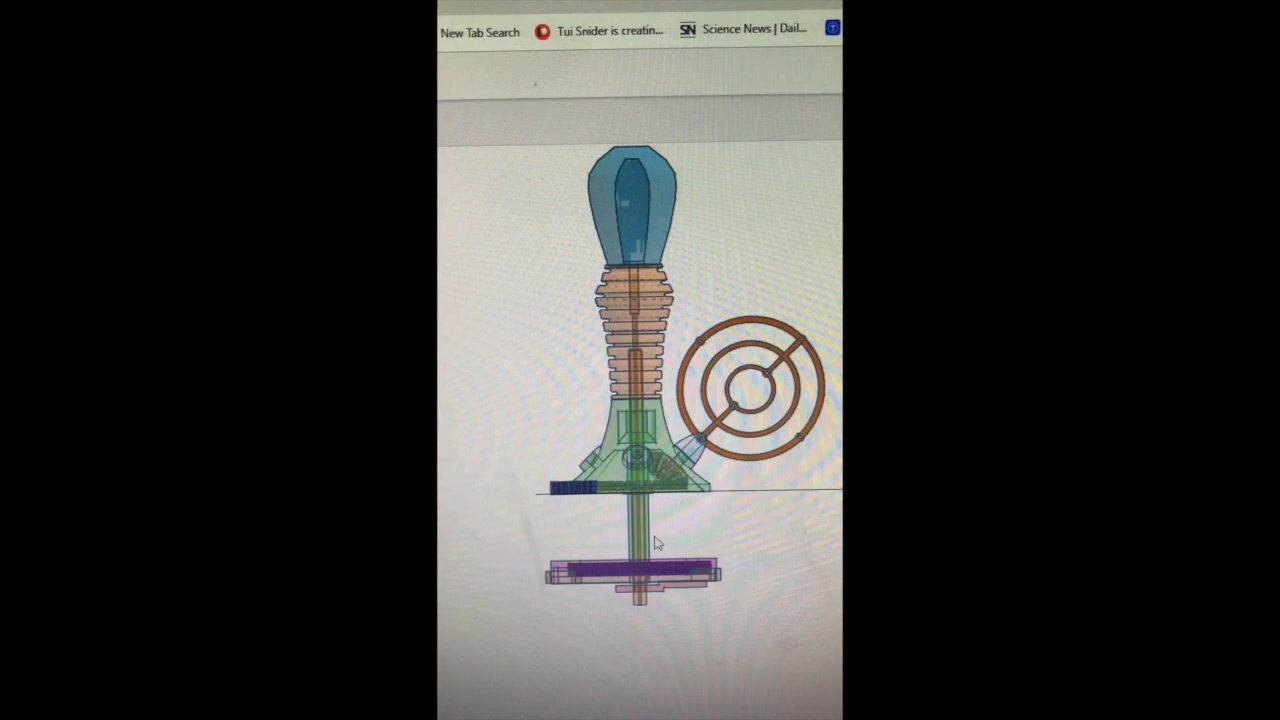 New Tab Search
Tui Snider is creatin...
SN Science News | Dail...